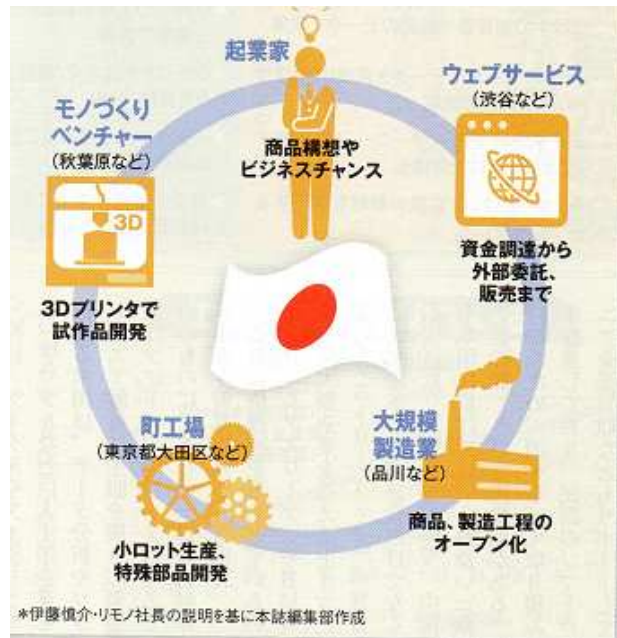 起業家
商品構想や
ビジネスチャンス
ウェブサービス
(渋谷など)
資金調達から
外部委託、
販売まで
大規模
製造業
(品川など)
商品、製造工程の
オープン化
町工場
(東京都大田区など)
小ロット生産、
特殊部品開発
モノづくり
ベンチャー
(秋葉原など)
3D
3Dプリンタで
試作品開発
*伊藤慎介・リモノ社長の説明を基に本誌編集部作成